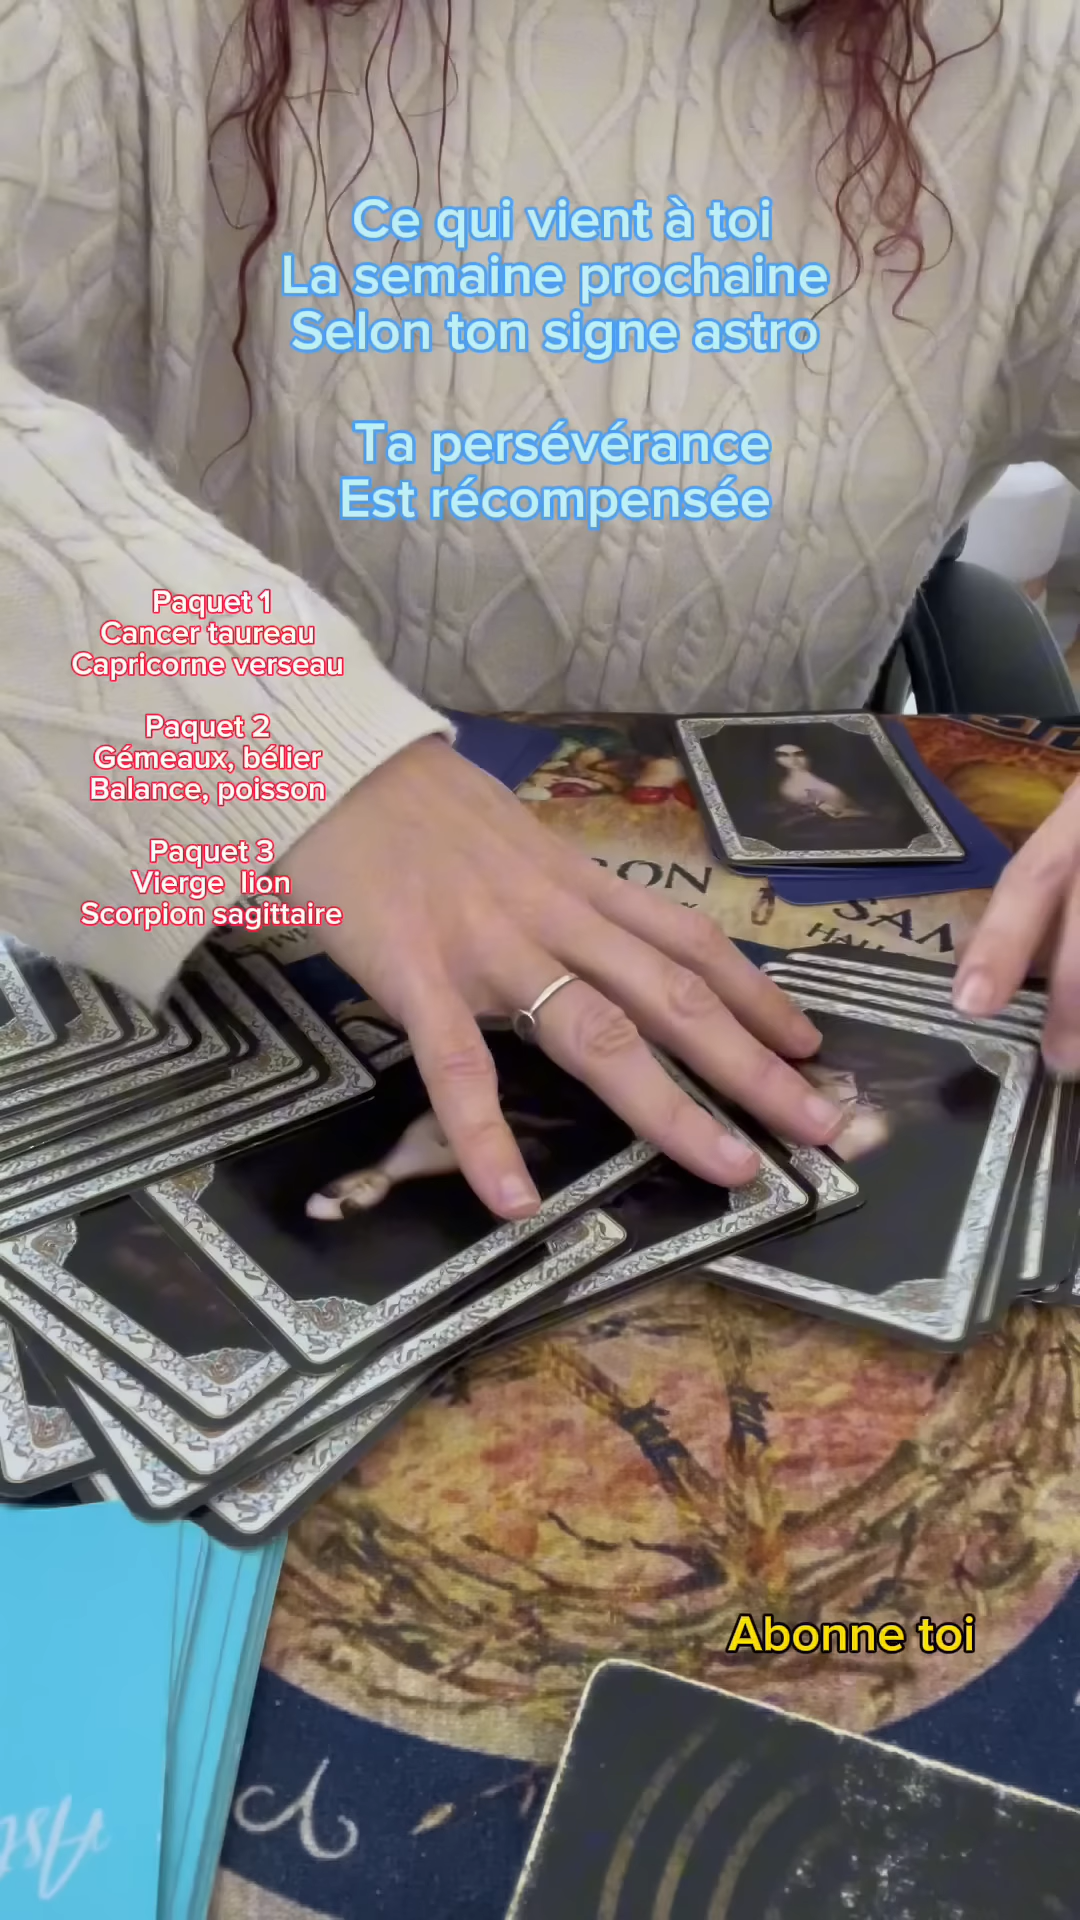 Ce qui vient à toi
La semaine prochaine
Selon ton signe astro
Ta persévérance
Est récompensée
Paquet 1
Cancer taureau
Capricorne verseau
Paquet 2
Gémeaux, bélier
Balance, poisson
Paquet 3
Vierge lion
Scorpion sagittaire
Abonne toi